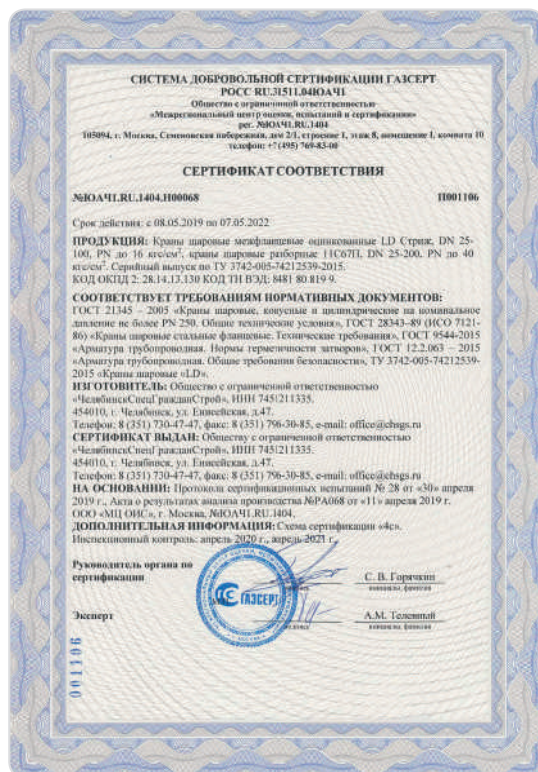 СИСТЕМА ДОБРОВОЛЬНОЙ СЕРТИФИКАЦИИ ГАЗСЕРТ
РОСС RU.31511.04ЮАЧ1
Общество с ограниченной ответственностью
«Межрегиональный центр оценки, испытаний и сертификации»
рег. №ЮАЧ1.RU.1404
105094, г. Москва, Семеновская набережная, дом 2/1, строение 1, этаж 8, помещение I, комната 10
телефон: +7 (495) 769-83-00
СЕРТИФИКАТ СООТВЕТСТВИЯ
№ЮАЧ1.RU.1404.Н00068 П001106
Срок действия: с 08.05.2019 по 07.05.2022
ПРОДУКЦИЯ: Краны шаровые межфланцевые оцинкованные LD Стриж, DN 25-
100, PN до 16 кгс/см², краны шаровые разборные 11С67П, DN 25-200, PN до 40
кгс/см². Серийный выпуск по ТУ 3742-005-74212539-2015.
КОД ОКПД 2: 28.14.13.130 КОД ТН ВЭД: 8481 80 819 9.
СООТВЕТСТВУЕТ ТРЕБОВАНИЯМ НОРМАТИВНЫХ ДОКУМЕНТОВ:
ГОСТ 21345 – 2005 «Краны шаровые, конусные и цилиндрические на номинальное
давление не более PN 250. Общие технические условия», ГОСТ 28343–89 (ИСО 7121-
86) «Краны шаровые стальные фланцевые. Технические требования», ГОСТ 9544-2015
«Арматура трубопроводная. Нормы герметичности затворов», ГОСТ 12.2.063 – 2015
«Арматура трубопроводная. Общие требования безопасности», ТУ 3742-005-74212539-
2015 «Краны шаровые «LD».
ИЗГОТОВИТЕЛЬ: Общество с ограниченной ответственностью
«ЧелябинскСпецГражданСтрой», ИНН 7451211335.
454010, г. Челябинск, ул. Енисейская, д.47.
Телефон: 8 (351) 730-47-47, факс: 8 (351) 796-30-85, e-mail: office@chsgs.ru
СЕРТИФИКАТ ВЫДАН: Обществу с ограниченной ответственностью
«ЧелябинскСпецГражданСтрой», ИНН 7451211335.
454010, г. Челябинск, ул. Енисейская, д.47.
Телефон: 8 (351) 730-47-47, факс: 8 (351) 796-30-85, e-mail: office@chsgs.ru
НА ОСНОВАНИИ: Протокола сертификационных испытаний № 28 от «30» апреля
2019 г., Акта о результатах анализа производства №РА068 от «11» апреля 2019 г.
ООО «МЦ ОИС», г. Москва, №ЮАЧ1.RU.1404.
ДОПОЛНИТЕЛЬНАЯ ИНФОРМАЦИЯ: Схема сертификации «4с».
Инспекционный контроль: апрель 2020 г., апрель 2021 г.
Руководитель органа по
сертификации С. В. Горячкин
инициалы, фамилия
ГАЗСЕРТ
Эксперт
подпись
инициалы, фамилия
001106